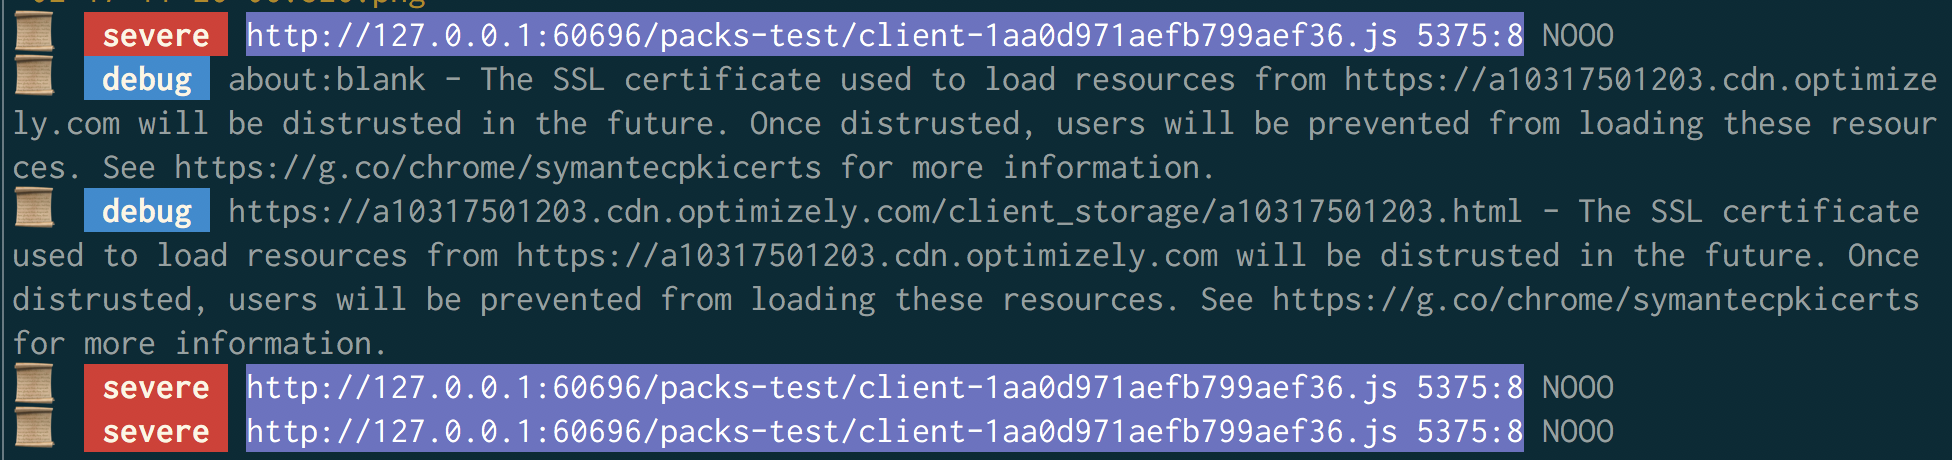 severe http://127.0.0.1:60696/packs-test/client-1aa0d971aefb799aef36.js 5375:8 NOOO
debug about:blank - The SSL certificate used to load resources from https://a10317501203.cdn.optimize
ly.com will be distrusted in the future. Once distrusted, users will be prevented from loading these resour
ces. See https://g.co/chrome/symantecpkicerts for more information.
debug https://a10317501203.cdn.optimizely.com/client_storage/a10317501203.html - The SSL certificate
used to load resources from https://a10317501203.cdn.optimizely.com will be distrusted in the future. Once
distrusted, users will be prevented from loading these resources. See https://g.co/chrome/symantecpkicerts
for more information.
severe http://127.0.0.1:60696/packs-test/client-1aa0d971aefb799aef36.js 5375:8 NOOO
severe http://127.0.0.1:60696/packs-test/client-1aa0d971aefb799aef36.js 5375:8 NOOO